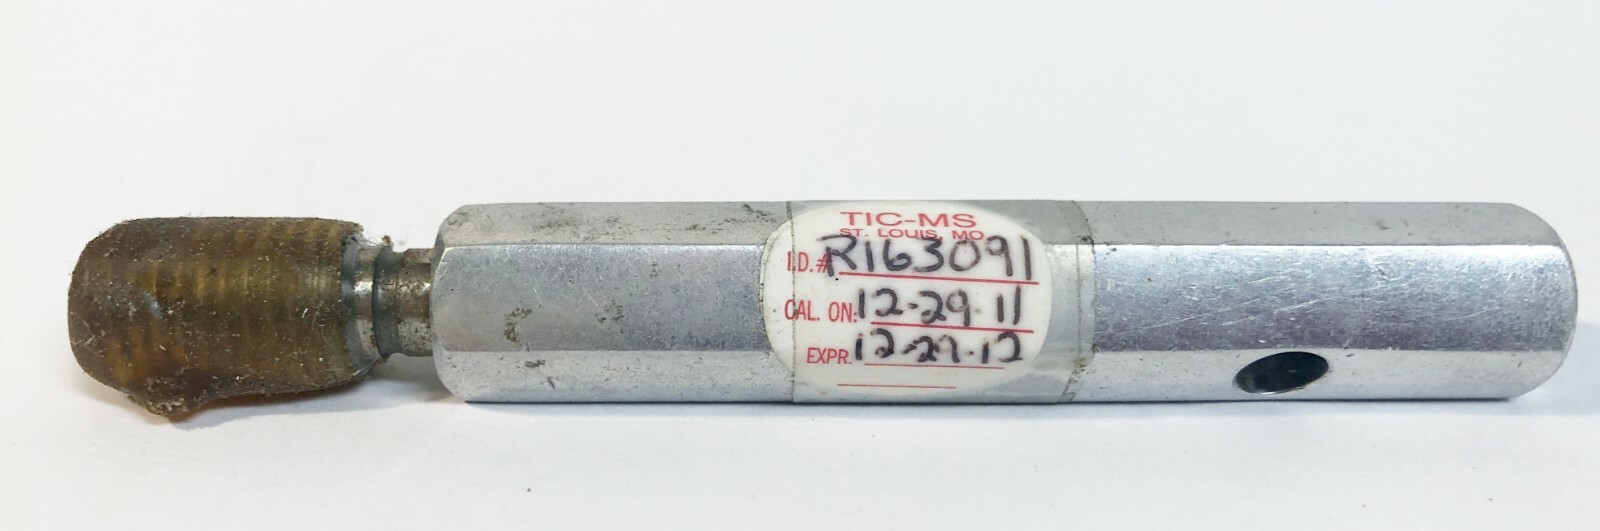 TIC-MS
ST. LOUIS, MO
I.D.# R163091
CAL. ON: 12-29-11
EXPR. 12-29-12